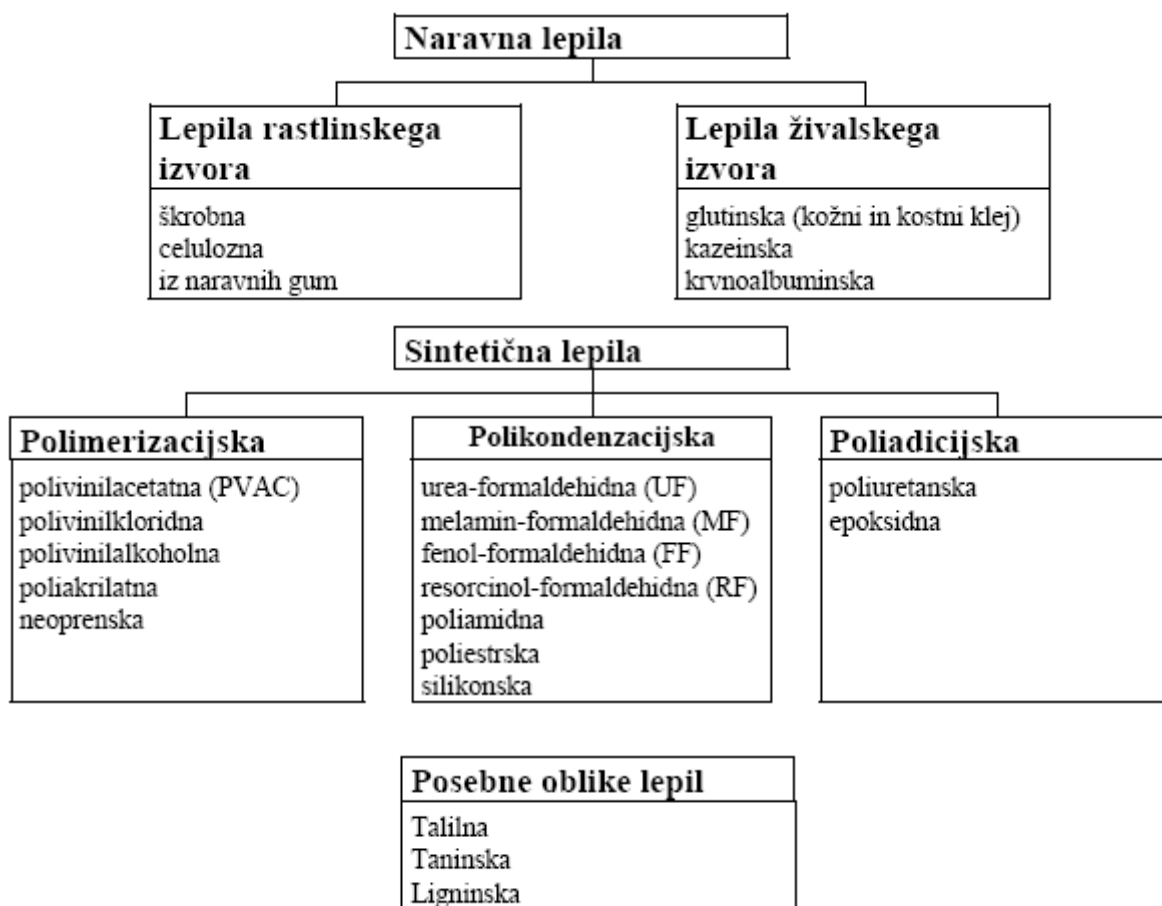 Naravna lepila
Lepila rastlinskega
izvora
škrobna
celulozna
iz naravnih gum
Lepila živalskega
izvora
glutinska (kožni in kostni klej)
kazeinska
krvnoalbuminska
Sintetična lepila
Polimerizacijska
polivinilacetatna (PVAC)
polivinilkloridna
polivinilalkoholna
poliakrilatna
neoprenska
Polikondenzacijska
urea-formaldehidna (UF)
melamin-formaldehidna (MF)
fenol-formaldehidna (FF)
resorcinol-formaldehidna (RF)
poliamidna
poliestrska
silikonska
Poliadicijska
poliuretanska
epoksidna
Posebne oblike lepil
Talilna
Taninska
Ligninska